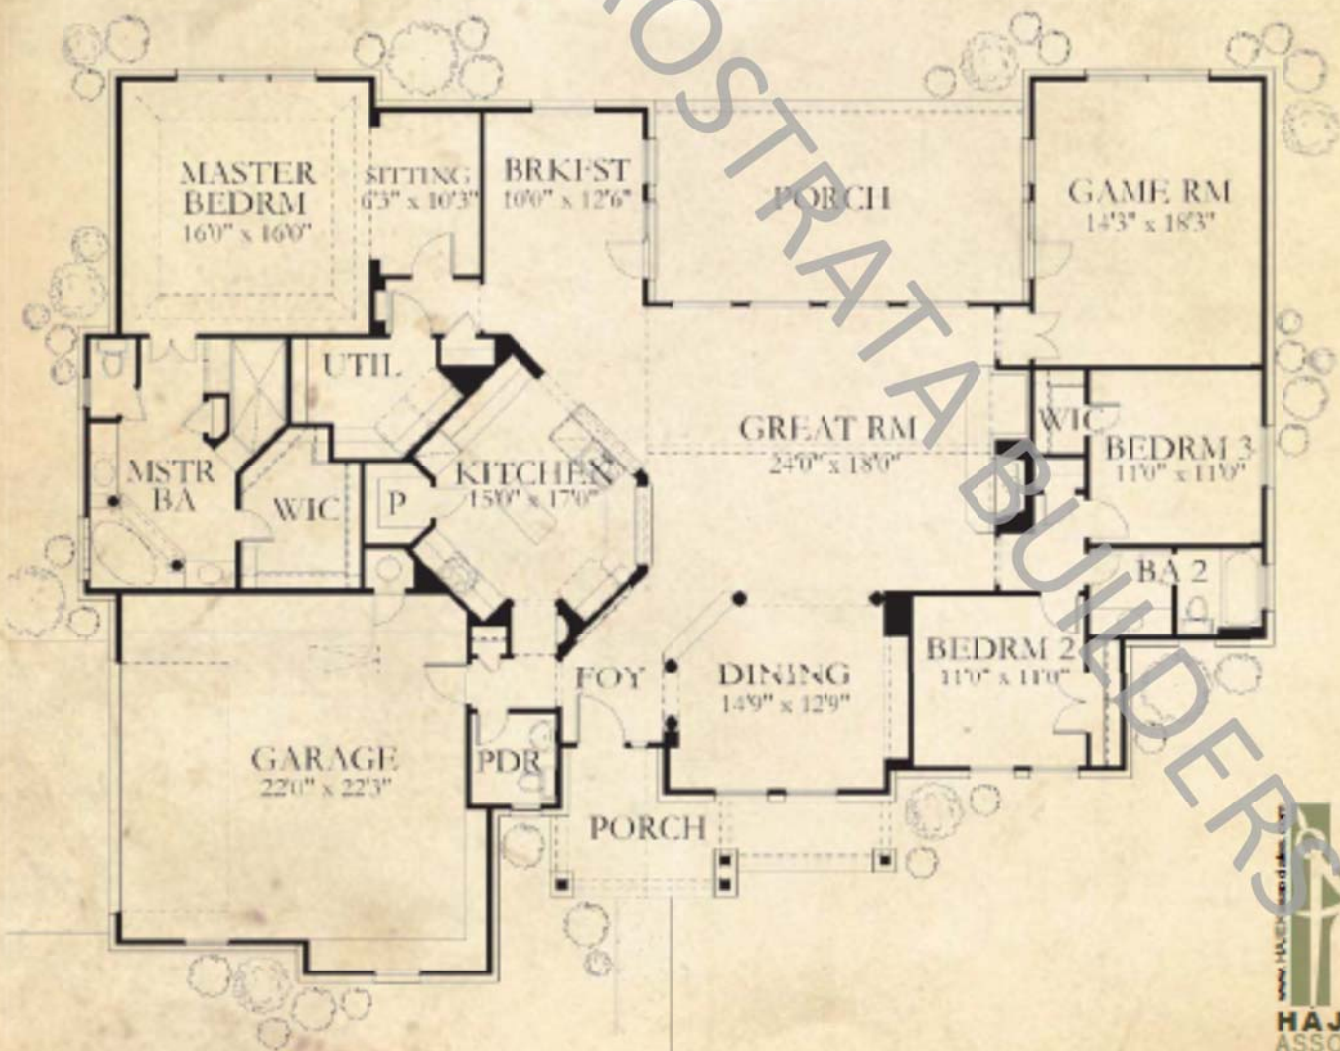 MASTER
BEDRM
16'0" x 16'0"
SITTING
6'3" x 10'3"
BRKFST
10'0" x 12'6"
PORCH
GAME RM
14'3" x 18'3"
UTIL
GREAT RM
24'0" x 18'0"
WIC
BEDRM 3
11'0" x 11'0"
MSTR
BA
WIC
P
KITCHEN
15'0" x 17'0"
BA 2
BEDRM 2
11'0" x 11'0"
FOY
DINING
14'9" x 12'9"
GARAGE
22'0" x 22'3"
PDR
PORCH
OSTRATA BUILDERS
HAJ
ASSO